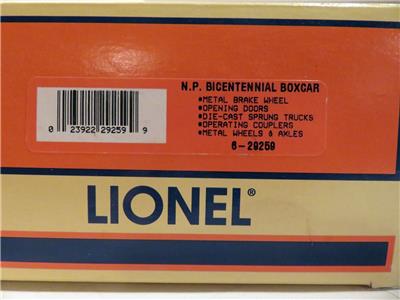 N.P. BICENTENNIAL BOXCAR
•METAL BRAKE WHEEL
•OPENING DOORS
•DIE-CAST SPRUNG TRUCKS
•OPERATING COUPLERS
•METAL WHEELS & AXLES
6-29259
0 23922 29259 9
LIONEL®